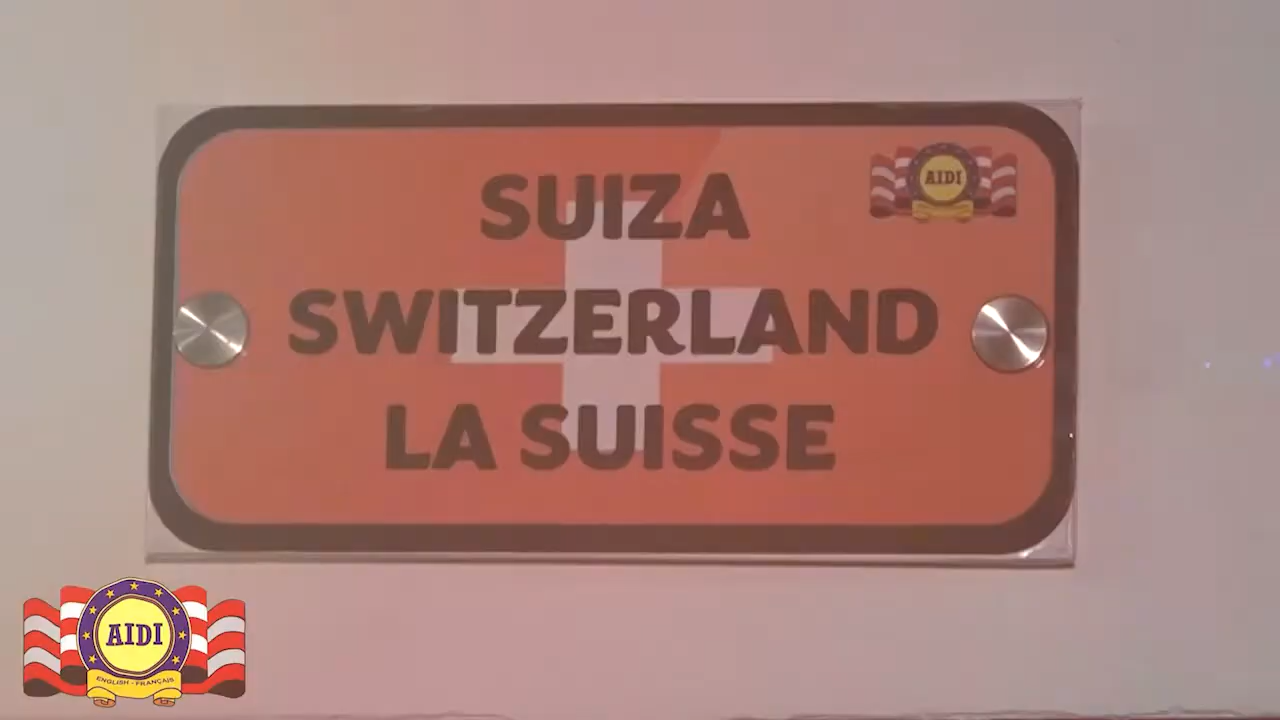 SUIZA
AIDI
SWITZERLAND
LA SUISSE
AIDI
ENGLISH - FRANÇAIS